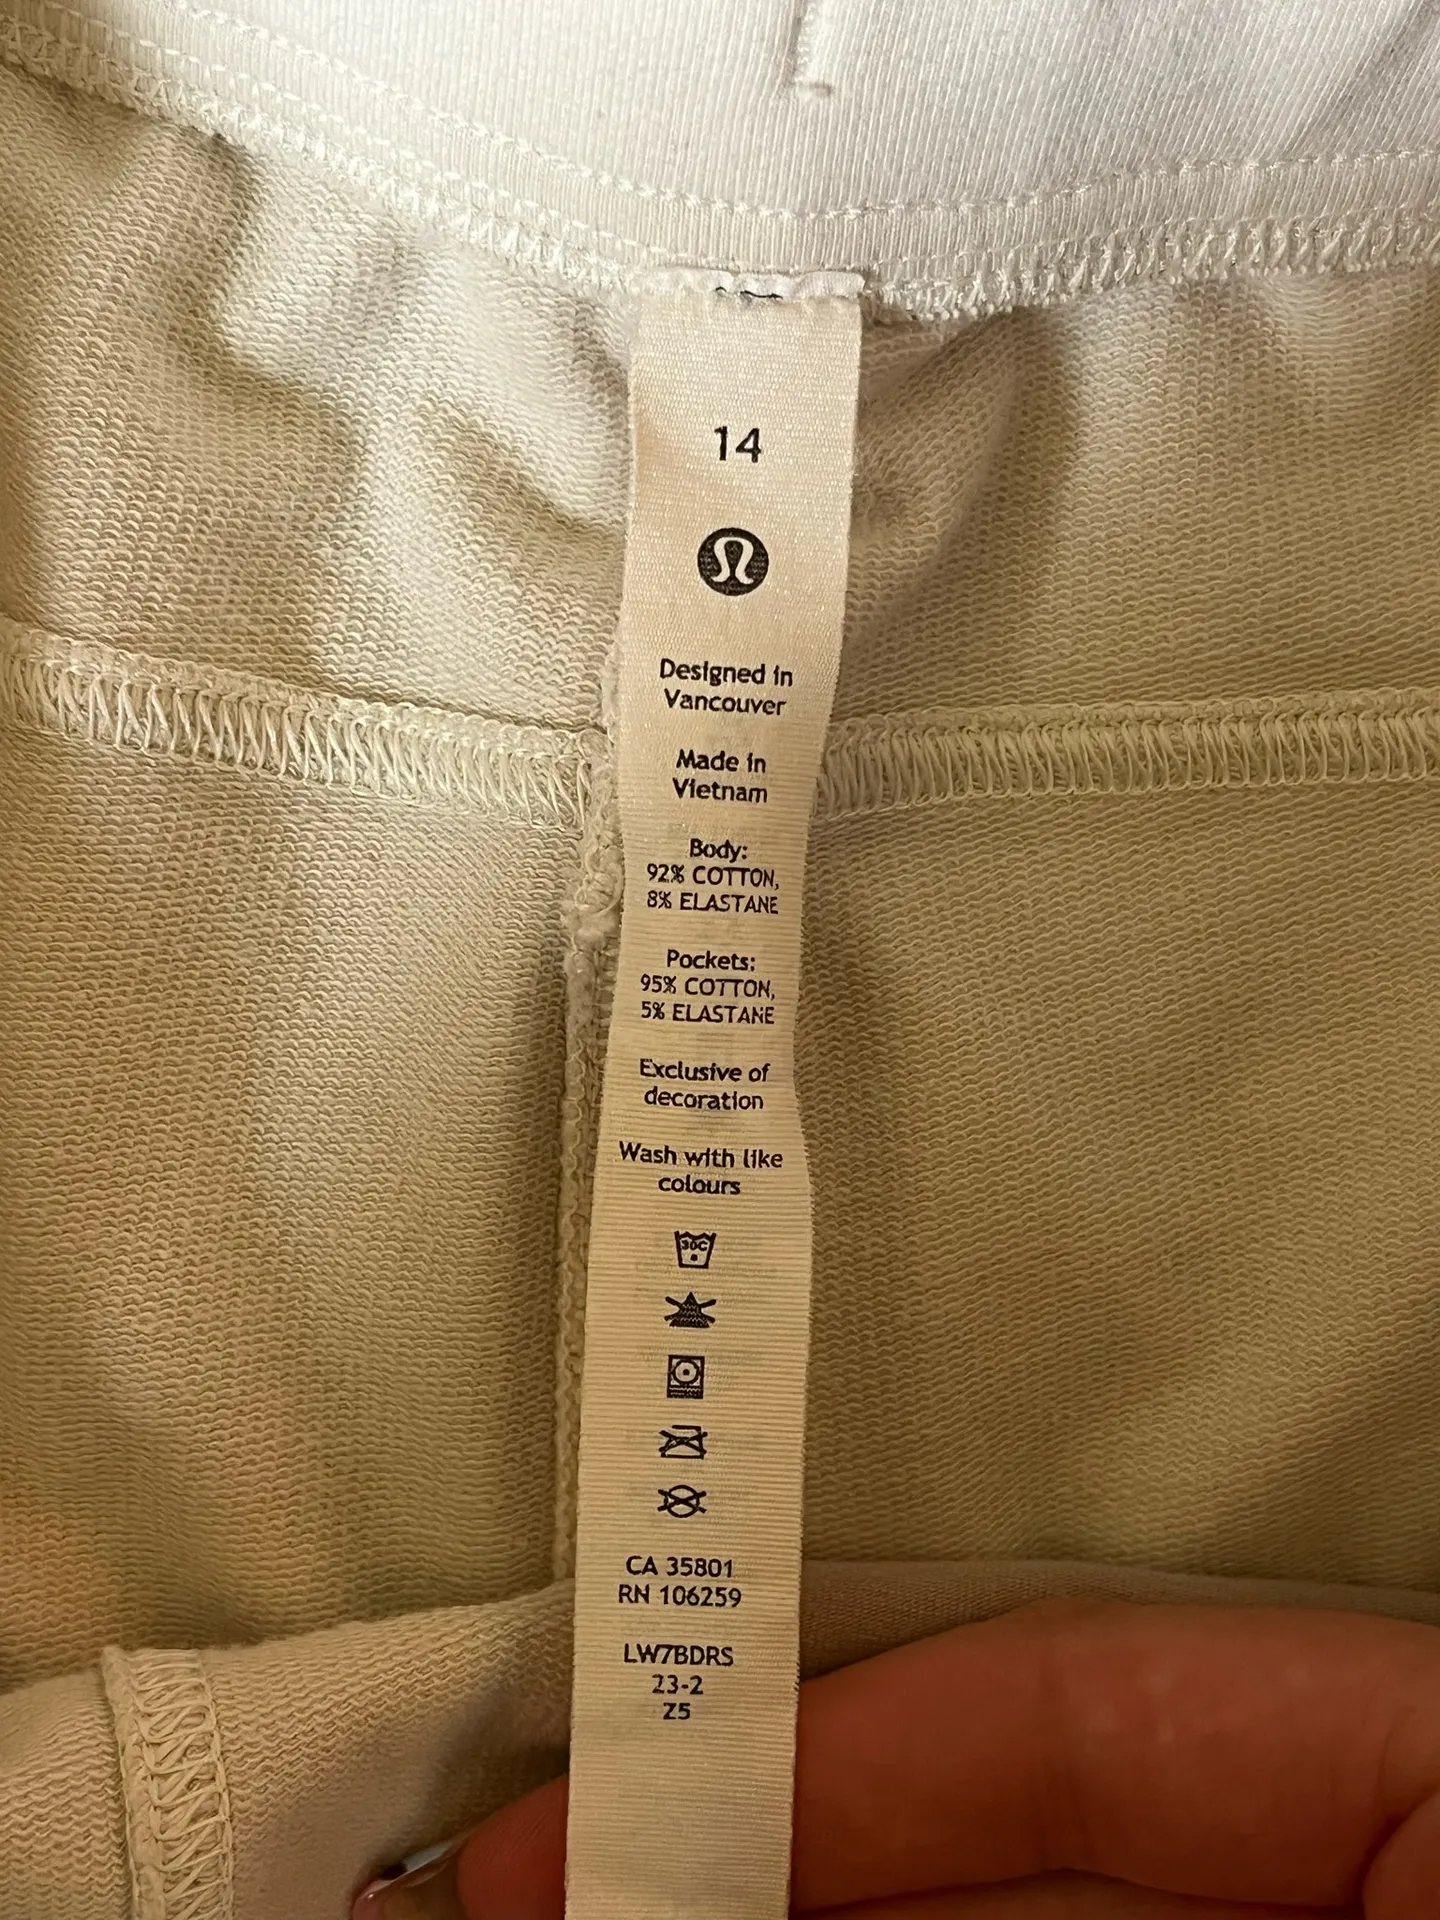 14
Designed in
Vancouver
Made in
Vietnam
Body:
92% COTTON,
8% ELASTANE
Pockets:
95% COTTON,
5% ELASTANE
Exclusive of
decoration
Wash with like
colours
30C
CA 35801
RN 106259
LW7BDRS
23-2
Z5